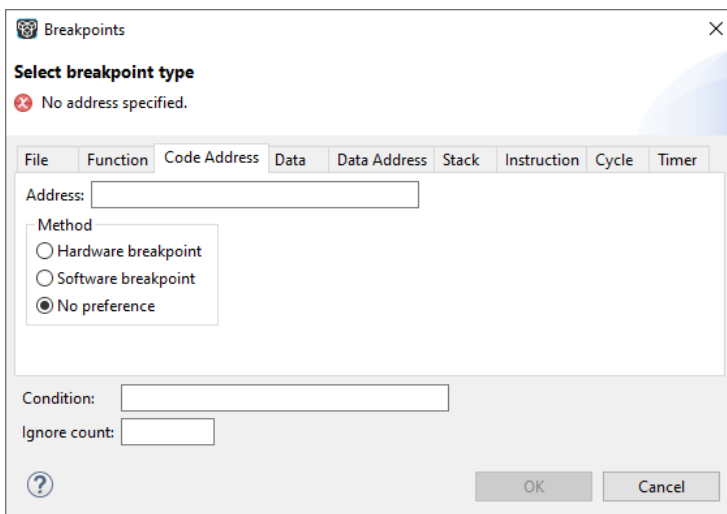 Breakpoints
Select breakpoint type
No address specified.
File Function Code Address Data Data Address Stack Instruction Cycle Timer
Address:
Method
Hardware breakpoint
Software breakpoint
No preference
Condition:
Ignore count:
? OK Cancel